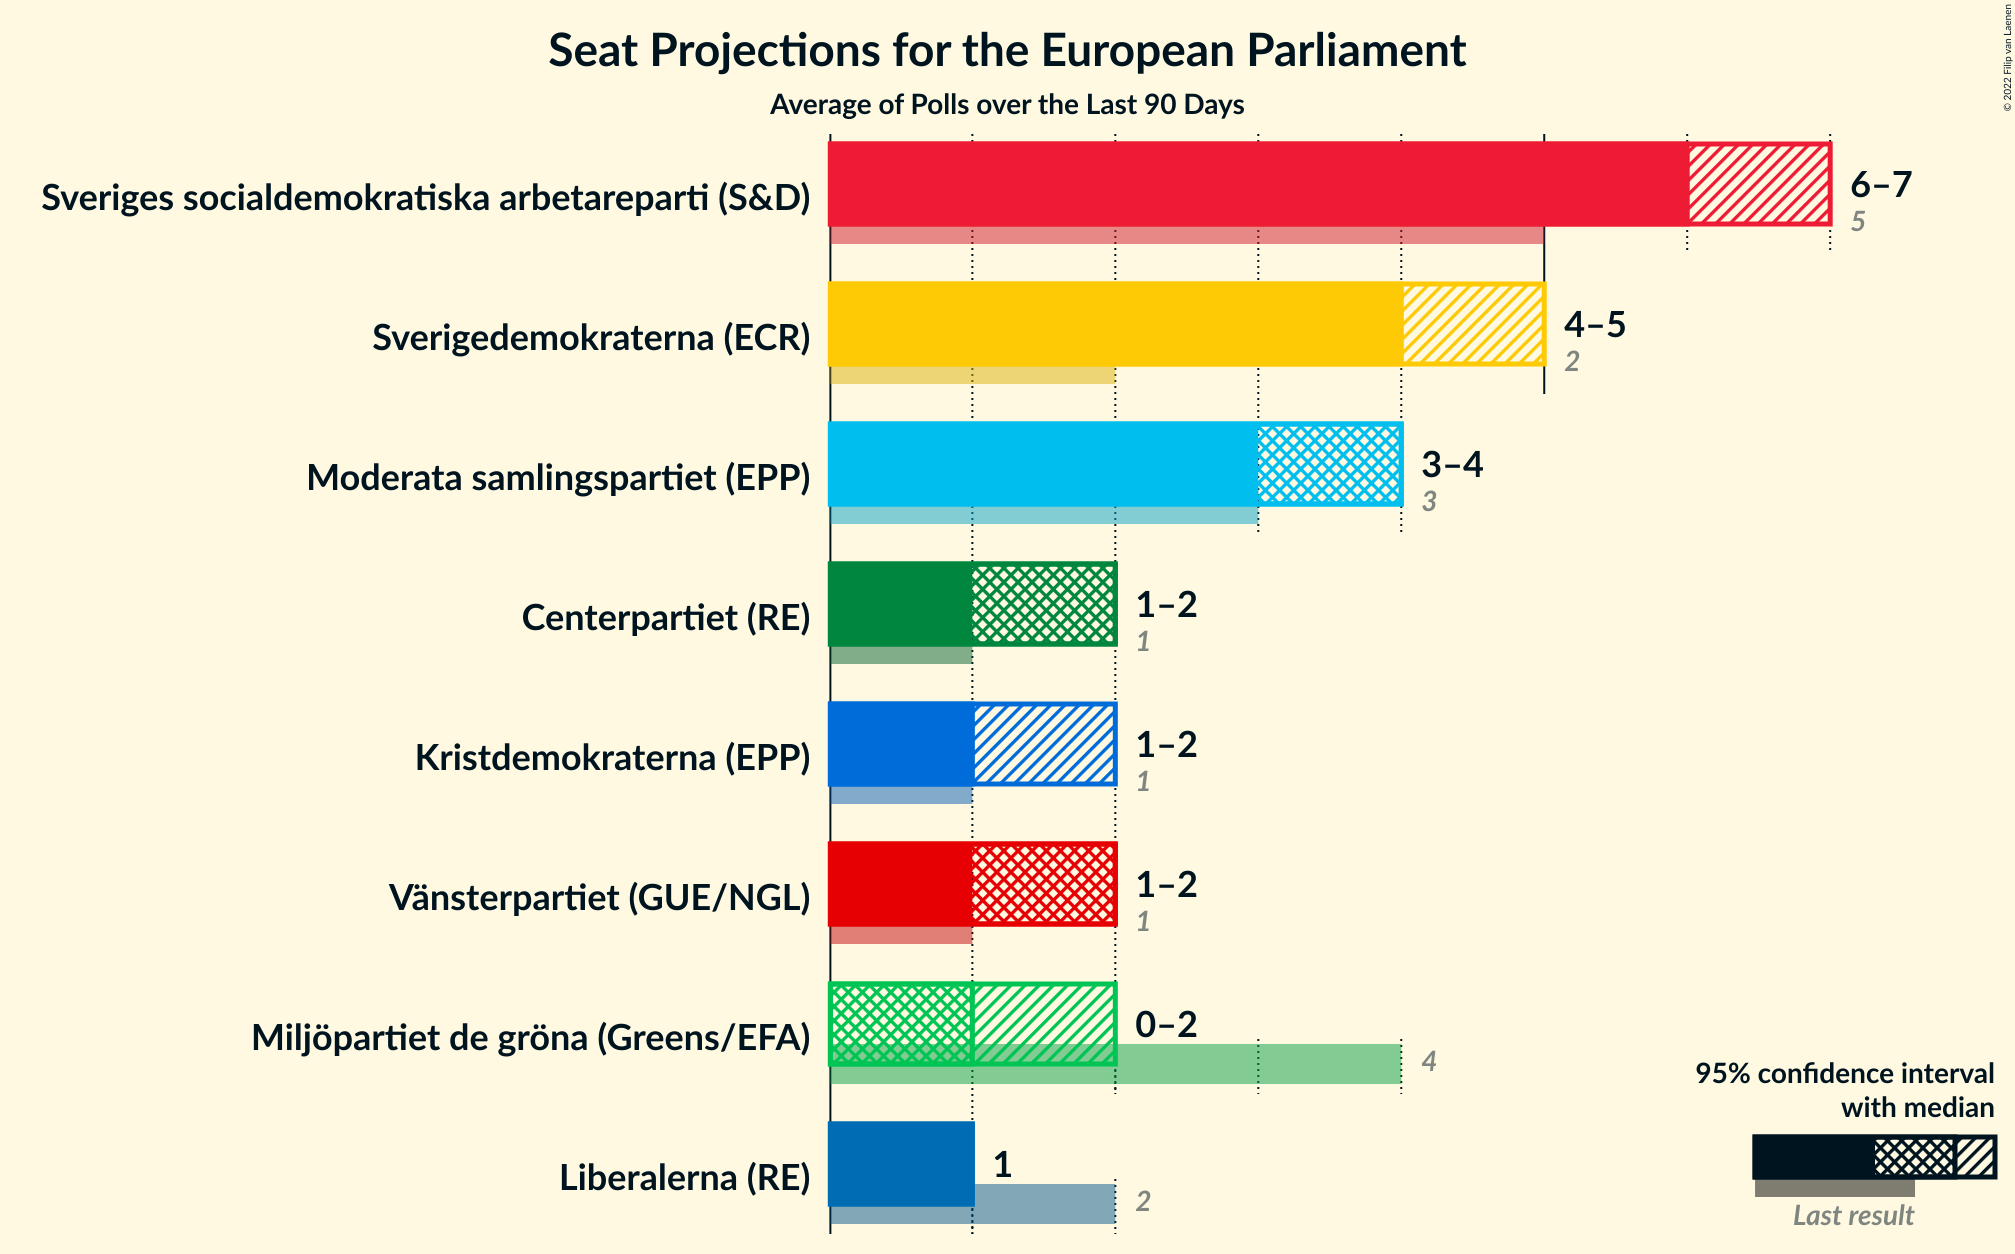 Seat Projections for the European Parliament
Average of Polls over the Last 90 Days
© 2022 Filip van Laenen
Sveriges socialdemokratiska arbetareparti (S&D)
6–7
5
Sverigedemokraterna (ECR)
4–5
2
Moderata samlingspartiet (EPP)
3–4
3
Centerpartiet (RE)
1–2
1
Kristdemokraterna (EPP)
1–2
1
Vänsterpartiet (GUE/NGL)
1–2
1
Miljöpartiet de gröna (Greens/EFA)
0–2
4
Liberalerna (RE)
1
2
95% confidence interval
with median
Last result